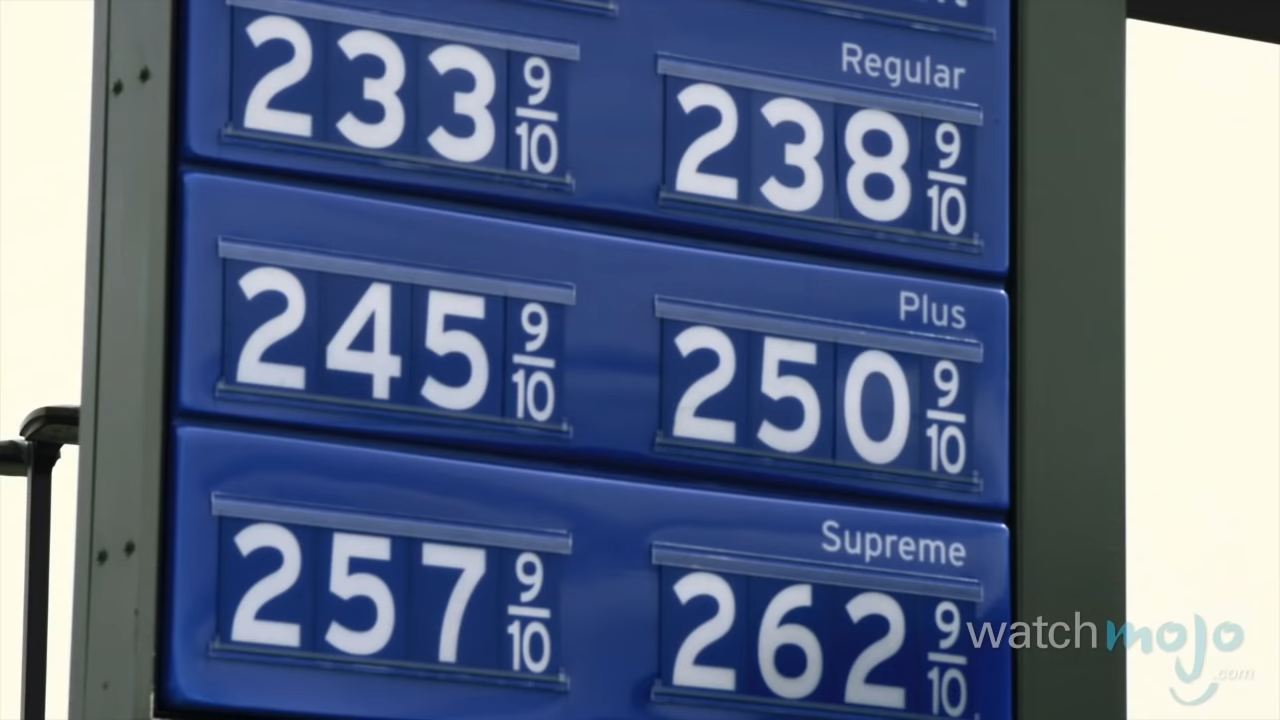 Regular
233 9/10 238 9/10
Plus
245 9/10 250 9/10
Supreme
257 9/10 262 9/10
watchmojo
.com